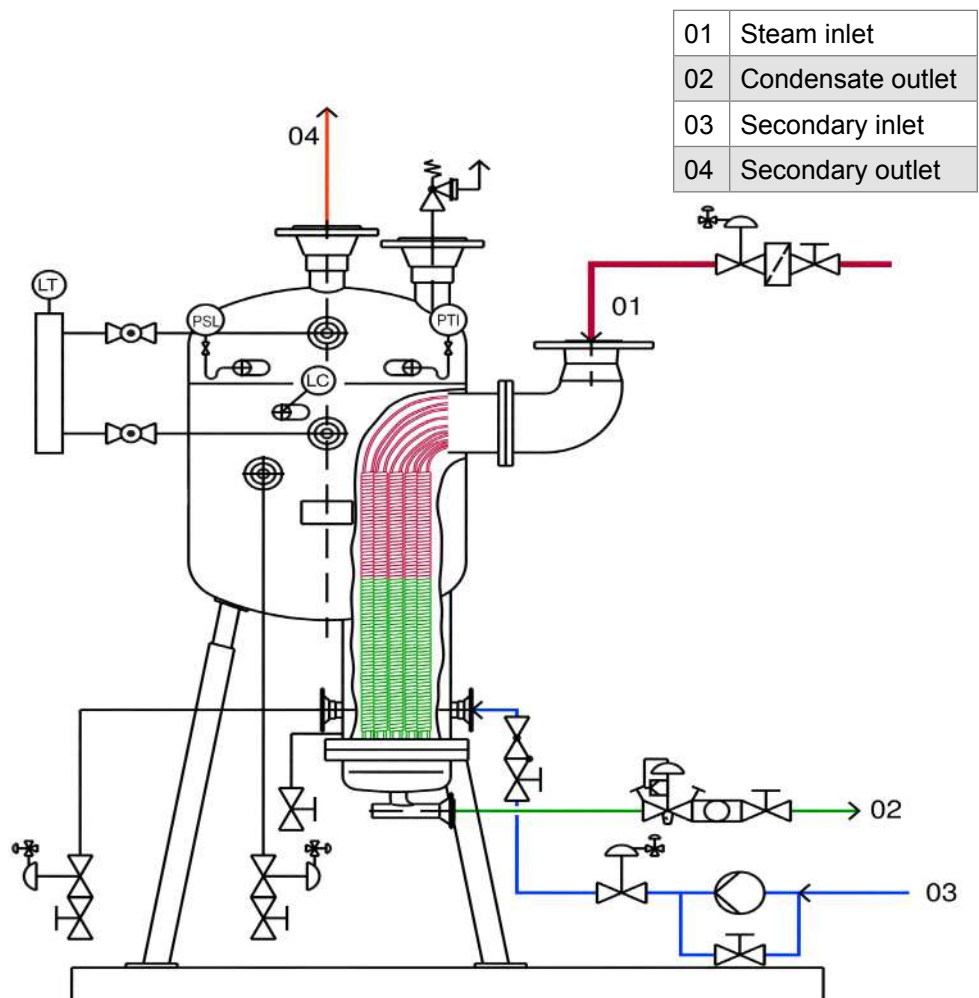 01 Steam inlet
02 Condensate outlet
03 Secondary inlet
04 Secondary outlet
04
LT
PSL
PTI
01
LC
02
03